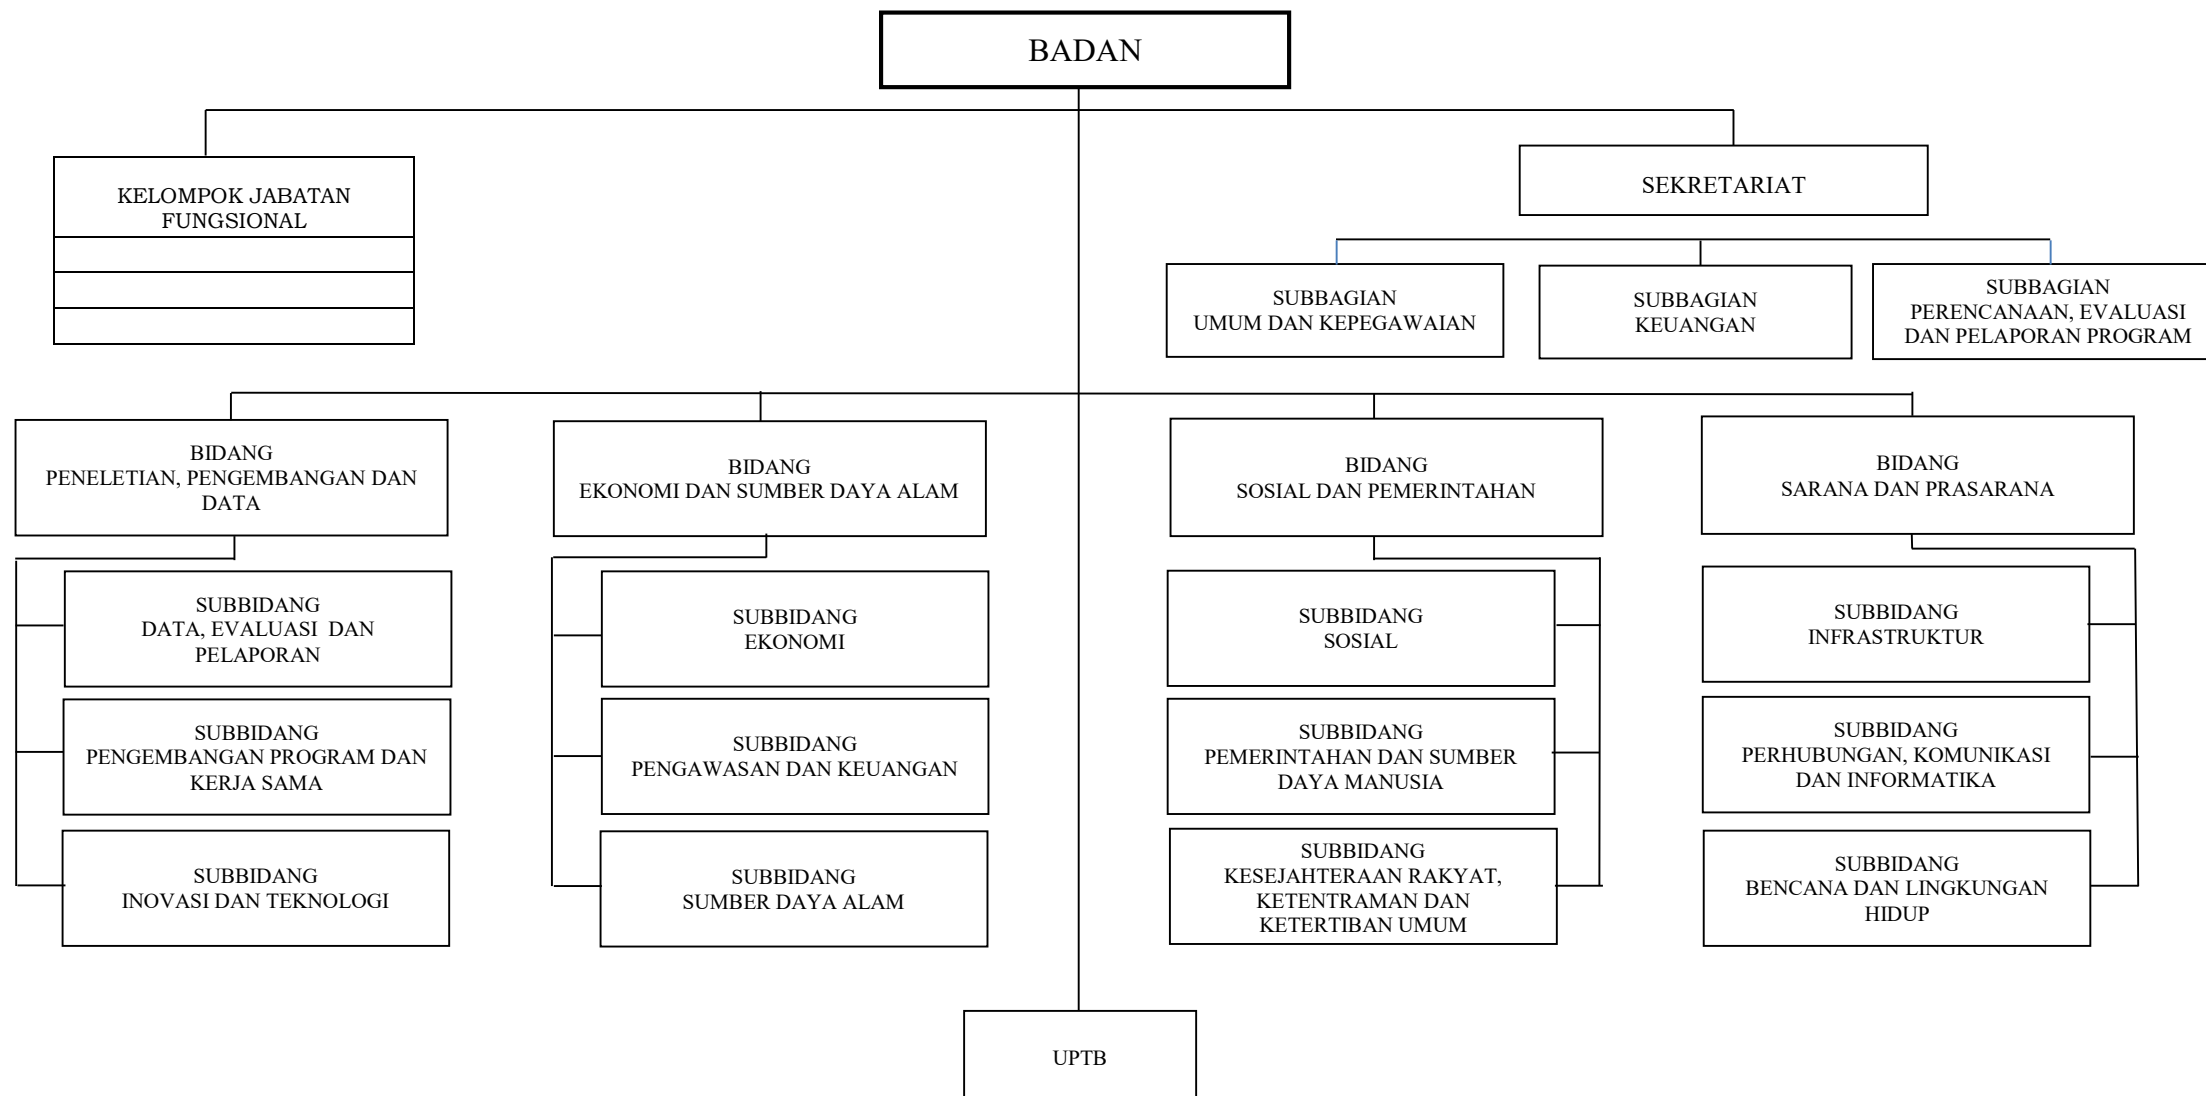 BADAN
KELOMPOK JABATAN
FUNGSIONAL
SEKRETARIAT
SUBBAGIAN
UMUM DAN KEPEGAWAIAN
SUBBAGIAN
KEUANGAN
SUBBAGIAN
PERENCANAAN, EVALUASI
DAN PELAPORAN PROGRAM
BIDANG
PENELETIAN, PENGEMBANGAN DAN
DATA
BIDANG
EKONOMI DAN SUMBER DAYA ALAM
BIDANG
SOSIAL DAN PEMERINTAHAN
BIDANG
SARANA DAN PRASARANA
SUBBIDANG
DATA, EVALUASI  DAN
PELAPORAN
SUBBIDANG
EKONOMI
SUBBIDANG
SOSIAL
SUBBIDANG
INFRASTRUKTUR
SUBBIDANG
PENGEMBANGAN PROGRAM DAN
KERJA SAMA
SUBBIDANG
PENGAWASAN DAN KEUANGAN
SUBBIDANG
PEMERINTAHAN DAN SUMBER
DAYA MANUSIA
SUBBIDANG
PERHUBUNGAN, KOMUNIKASI
DAN INFORMATIKA
SUBBIDANG
INOVASI DAN TEKNOLOGI
SUBBIDANG
SUMBER DAYA ALAM
SUBBIDANG
KESEJAHTERAAN RAKYAT,
KETENTRAMAN DAN
KETERTIBAN UMUM
SUBBIDANG
BENCANA DAN LINGKUNGAN
HIDUP
UPTB